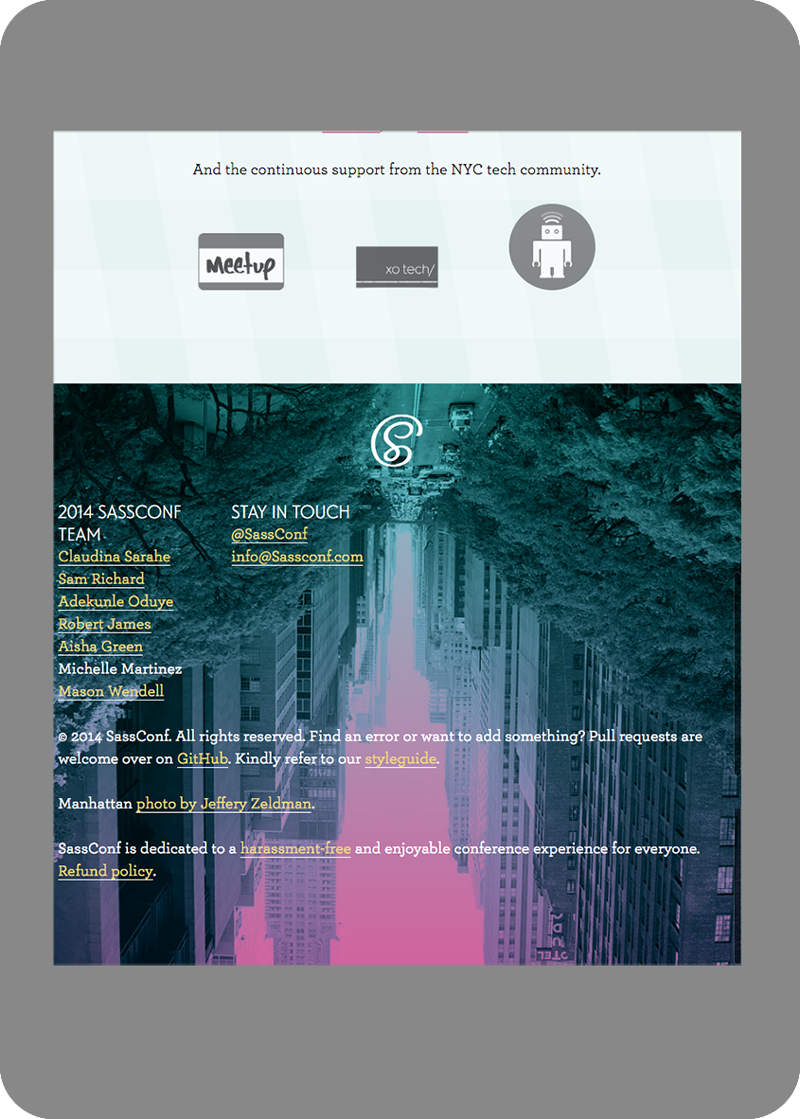 And the continuous support from the NYC tech community.
meetup
xo tech/
2014 SASSCONF
TEAM
Claudina Sarahe
Sam Richard
Adekunle Oduye
Robert James
Aisha Green
Michelle Martinez
Mason Wendell
STAY IN TOUCH
@SassConf
info@Sassconf.com
© 2014 SassConf. All rights reserved. Find an error or want to add something? Pull requests are
welcome over on GitHub. Kindly refer to our styleguide.
Manhattan photo by Jeffery Zeldman.
SassConf is dedicated to a harassment-free and enjoyable conference experience for everyone.
Refund policy.